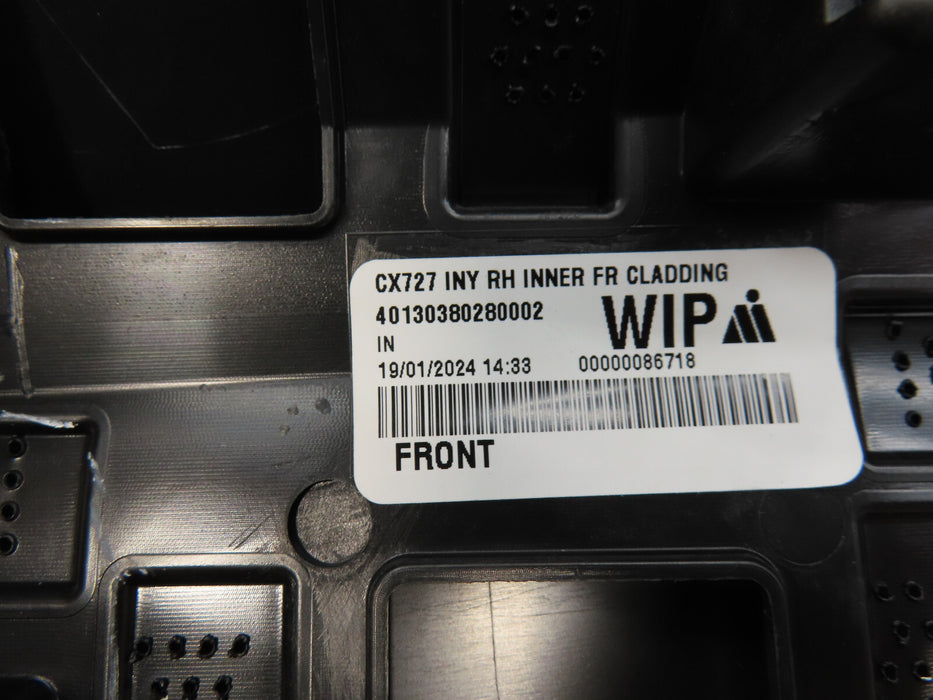 CX727 INY RH INNER FR CLADDING
40130380280002
WIP
IN
19/01/2024 14:33 00000086718
FRONT